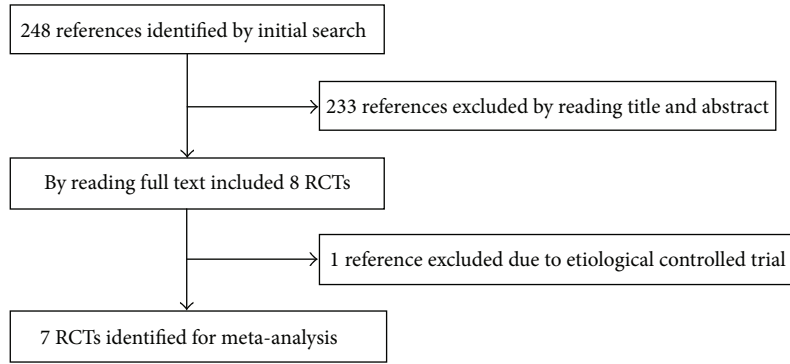 248 references identified by initial search
233 references excluded by reading title and abstract
By reading full text included 8 RCTs
1 reference excluded due to etiological controlled trial
7 RCTs identified for meta-analysis